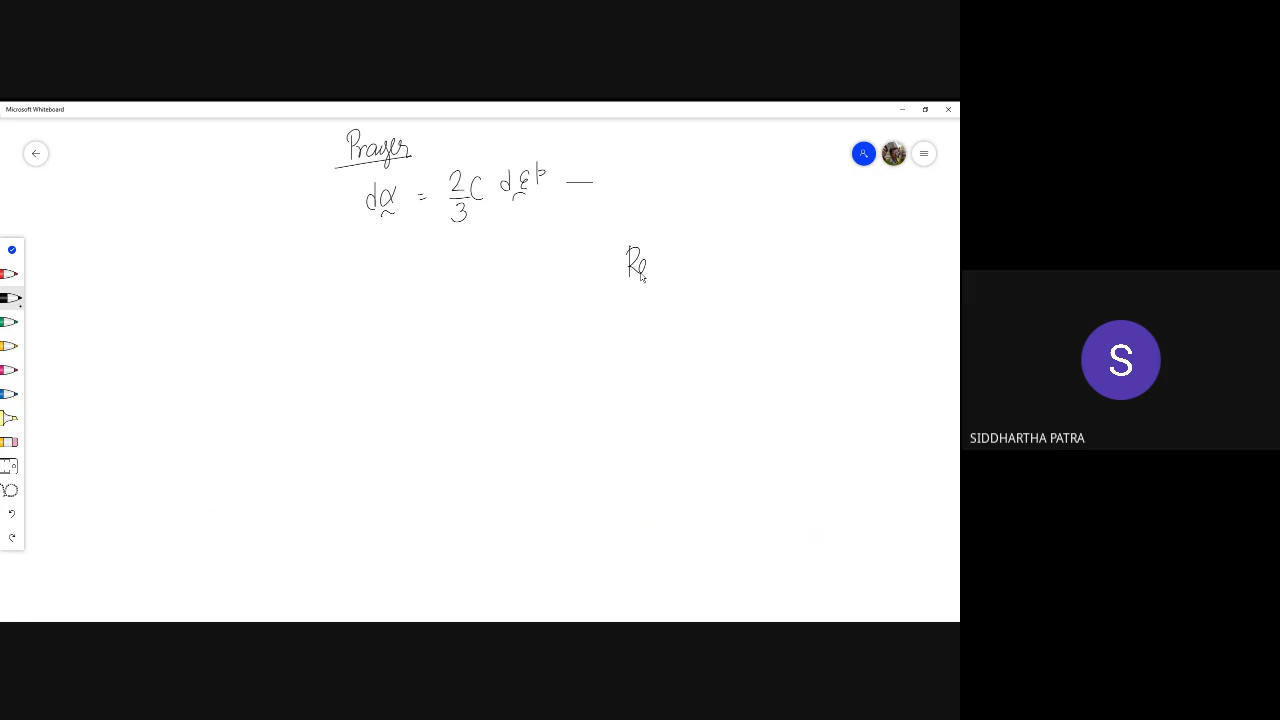 Microsoft Whiteboard
Prager
dα̰ = 2/3 C dε̰ᵖ —
Re
S
SIDDHARTHA PATRA